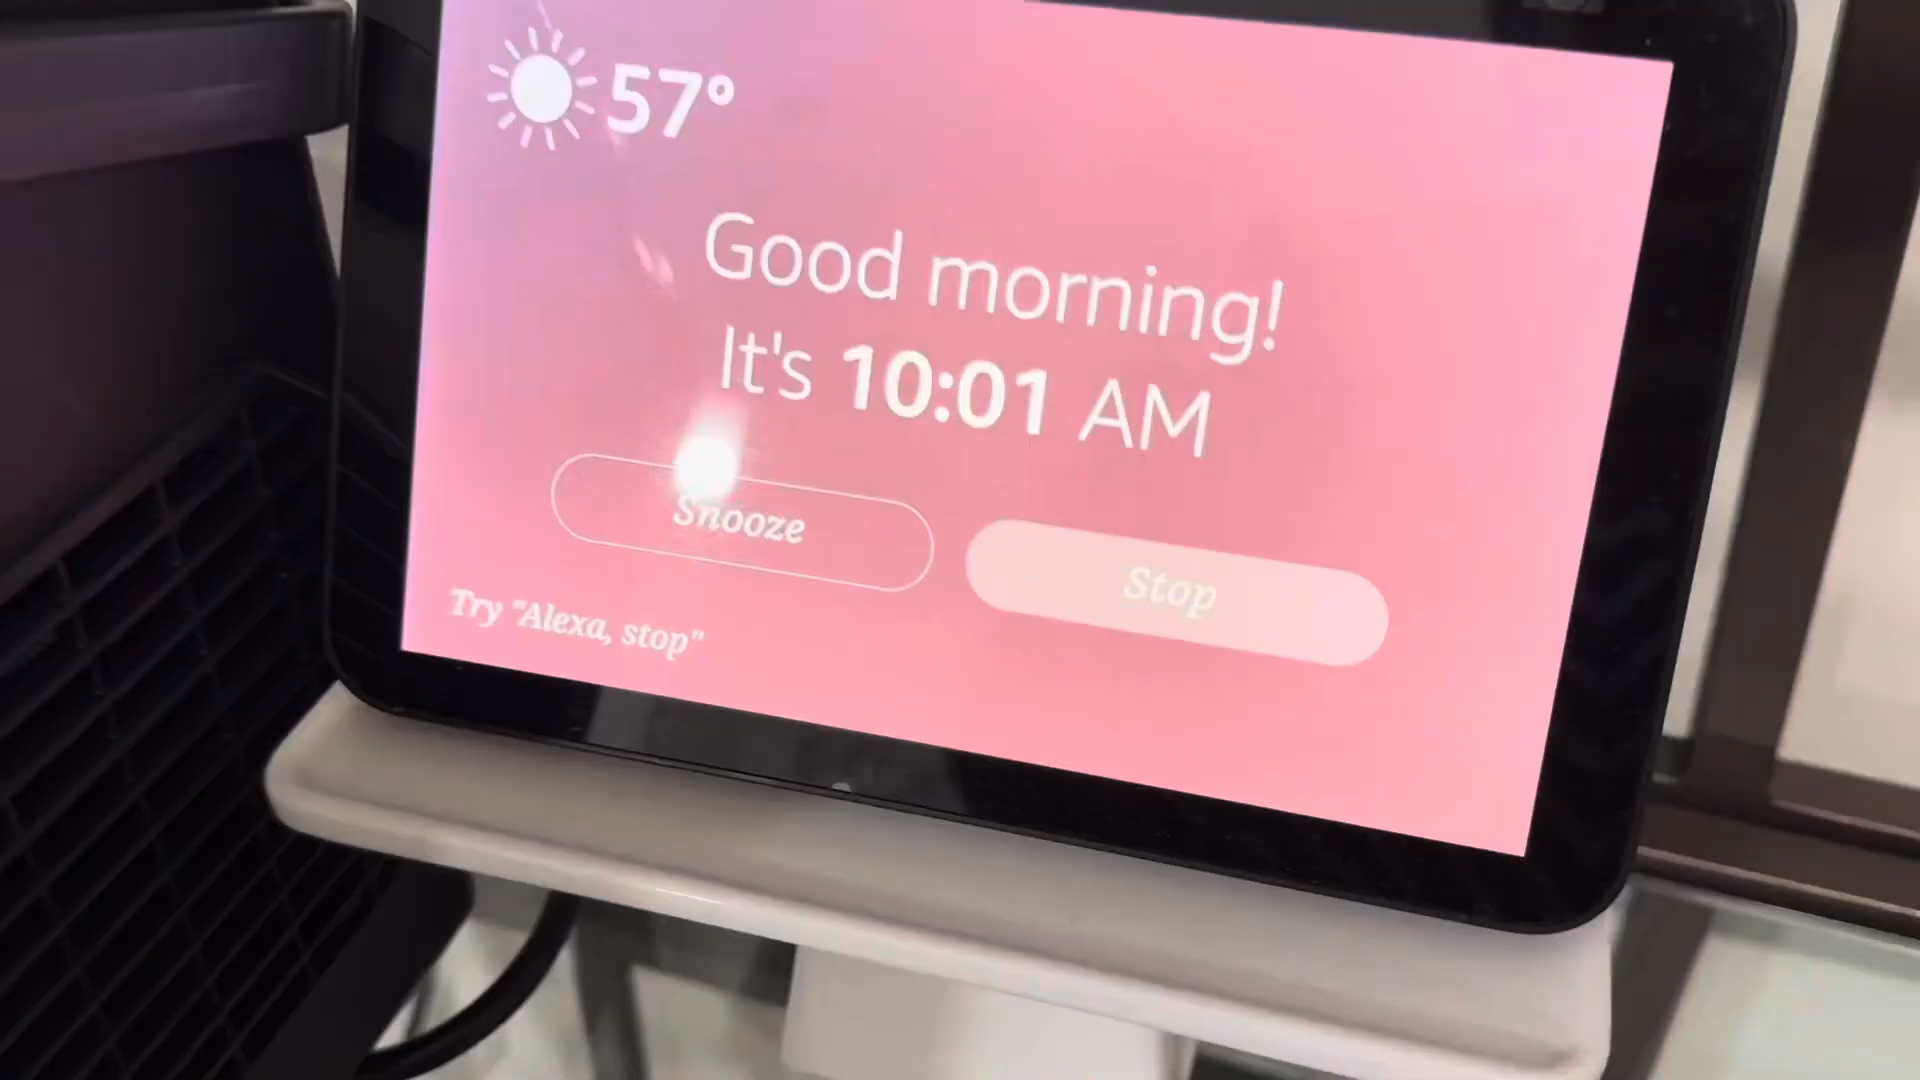 57°
Good morning!
It's 10:01 AM
Snooze
Stop
Try "Alexa, stop"